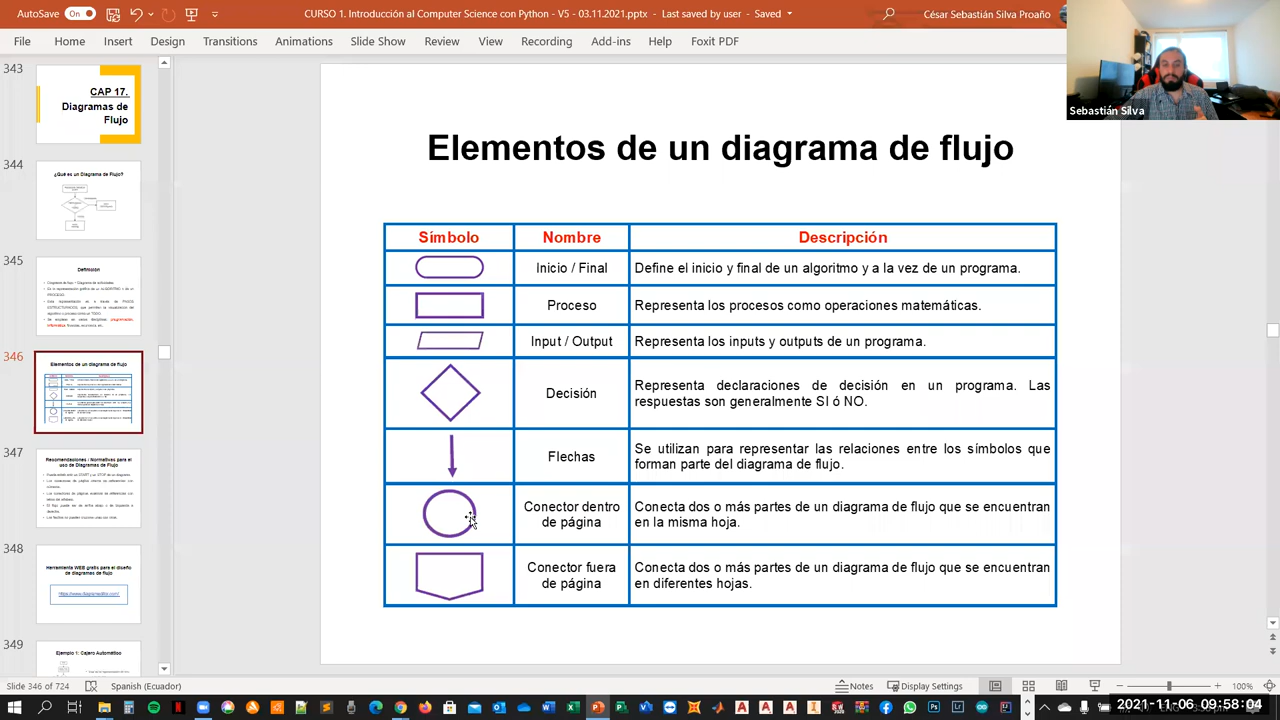 AutoSave
On
CURSO 1. Introducción al Scripting - V5 - 03.11.2021.pptx
César Sebastián Silva Proaño
File Home Insert Design Transitions Animations Slide Show Review View Recording Add-ins Help Foxit PDF
Sebastián Silva
343
CAP 17.
Diagramas de
Flujo
344
¿Qué es un Diagrama de Flujo?
345
Definición
346
Elementos de un diagrama de flujo
347
Recomendaciones / Normativas para el
uso de Diagramas de Flujo
348
Herramienta WEB gratis para el diseño
de diagramas de flujo
349
Ejemplo 1: Cajero Automático
Elementos de un diagrama de flujo
Símbolo Nombre Descripción
Inicio / Final Define el inicio y final de un algoritmo y a la vez de un programa.
Proceso Representa los procesos u operaciones matemáticas.
Input / Output Representa los inputs y outputs de un programa.
Decisión
Representa declaraciones de decisión en un programa. Las
respuestas son generalmente SI ó NO.
Flechas
Se utilizan para representar las relaciones entre los símbolos que
forman parte del diagrama de flujo.
Conector dentro
de página
Conecta dos o más partes de un diagrama de flujo que se encuentran
en la misma hoja.
Conector fuera
de página
Conecta dos o más partes de un diagrama de flujo que se encuentran
en diferentes hojas.
Slide 346 of 724
Spanish (Ecuador)
Notes
Display Settings
100%
2021-11-06 09:58:04